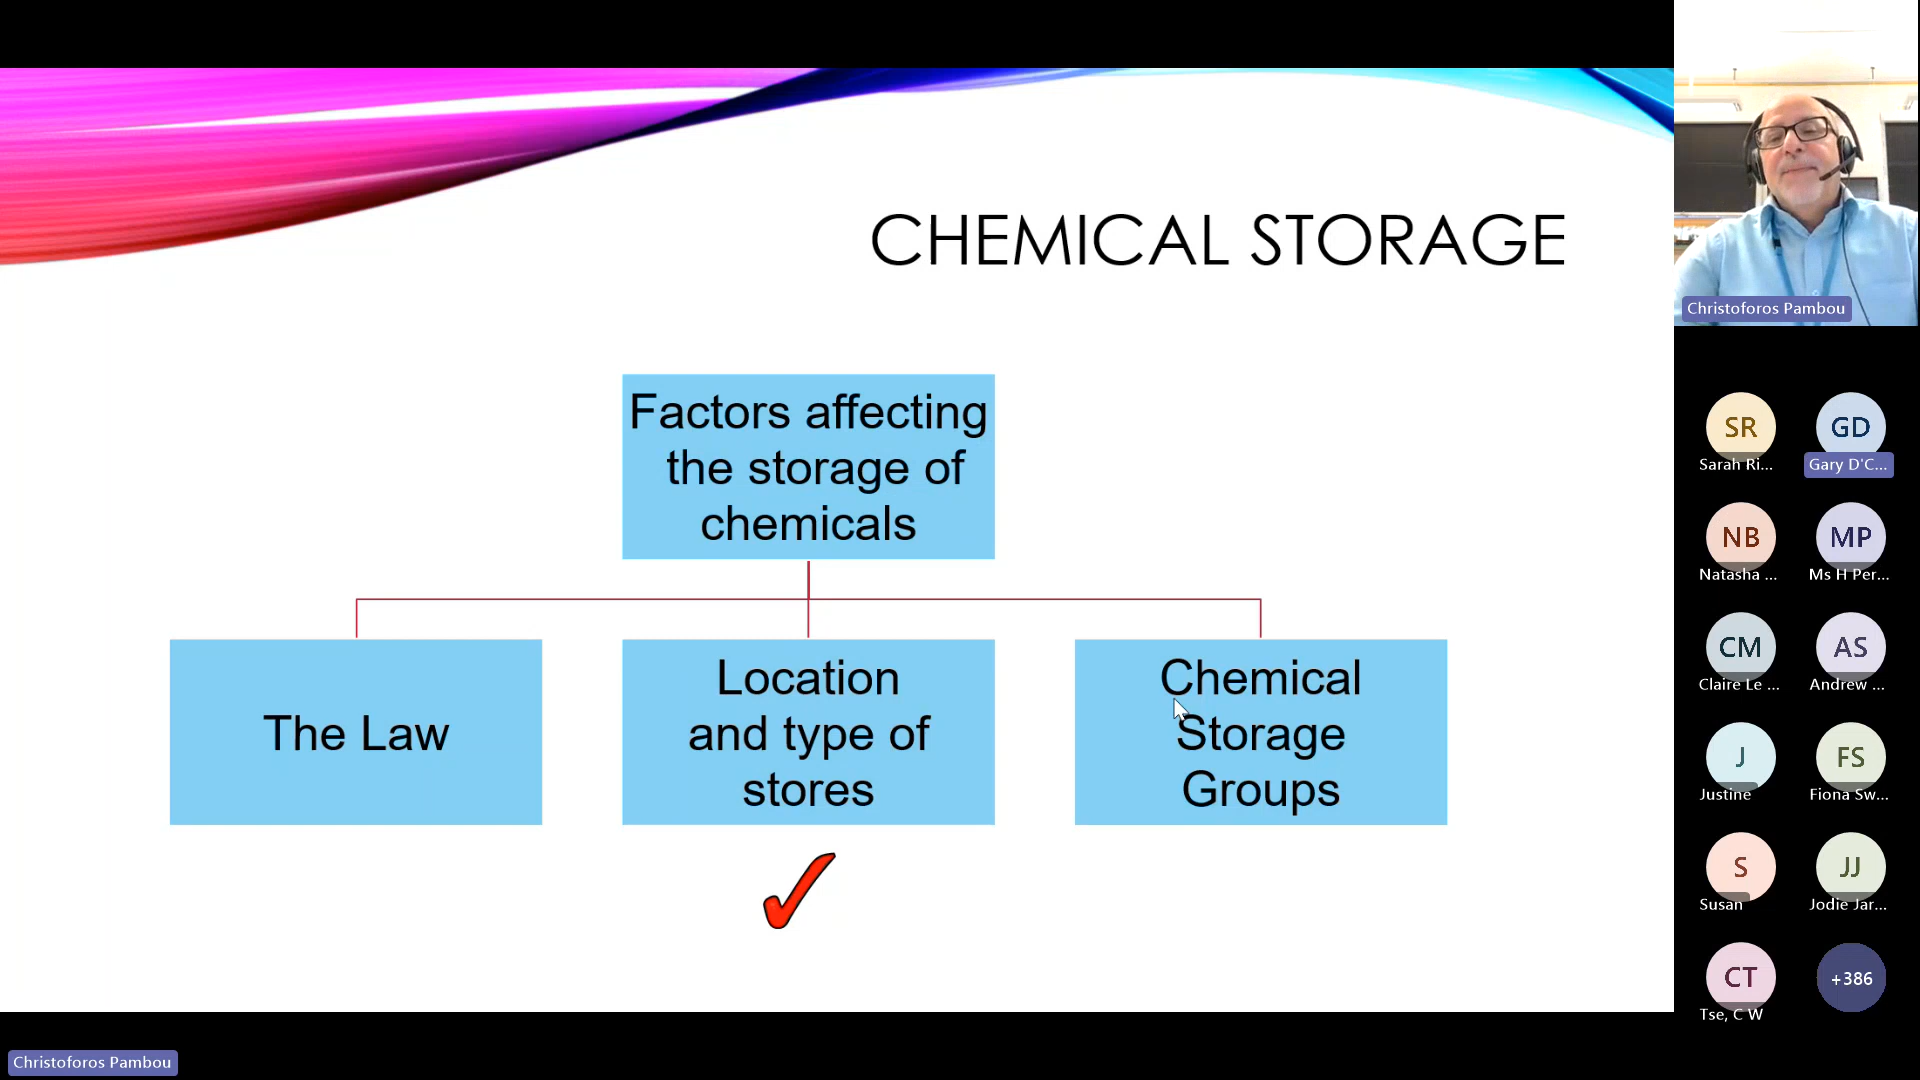 CHEMICAL STORAGE
Factors affecting
the storage of
chemicals
The Law
Location
and type of
stores
Chemical
Storage
Groups
Christoforos Pambou
SR
Sarah Ri...
GD
Gary D'C...
NB
Natasha ...
MP
Ms H Per...
CM
Claire Le ...
AS
Andrew ...
J
Justine
FS
Fiona Sw...
S
Susan
JJ
Jodie Jar...
CT
Tse, C W
+386
Christoforos Pambou